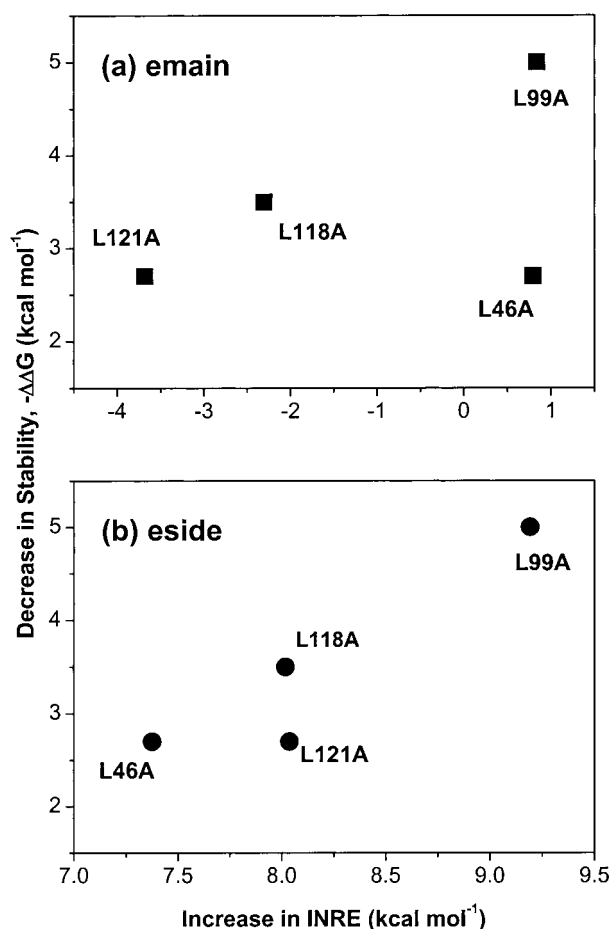 (a) emain
L99A
L118A
L121A
L46A
5
4
3
2
-4 -3 -2 -1 0 1
Decrease in Stability, -ΔΔG (kcal mol⁻¹)
(b) eside
L99A
L118A
L121A
L46A
5
4
3
2
7.0 7.5 8.0 8.5 9.0 9.5
Increase in INRE (kcal mol⁻¹)